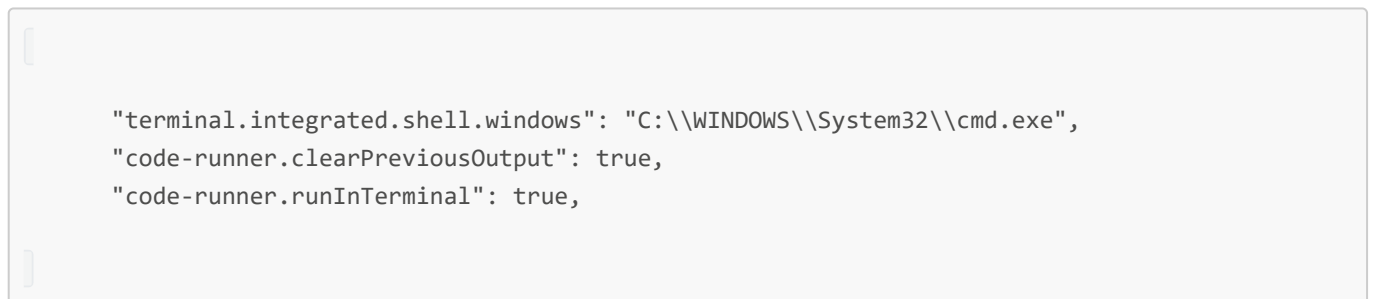 "terminal.integrated.shell.windows": "C:\\WINDOWS\\System32\\cmd.exe",
"code-runner.clearPreviousOutput": true,
"code-runner.runInTerminal": true,